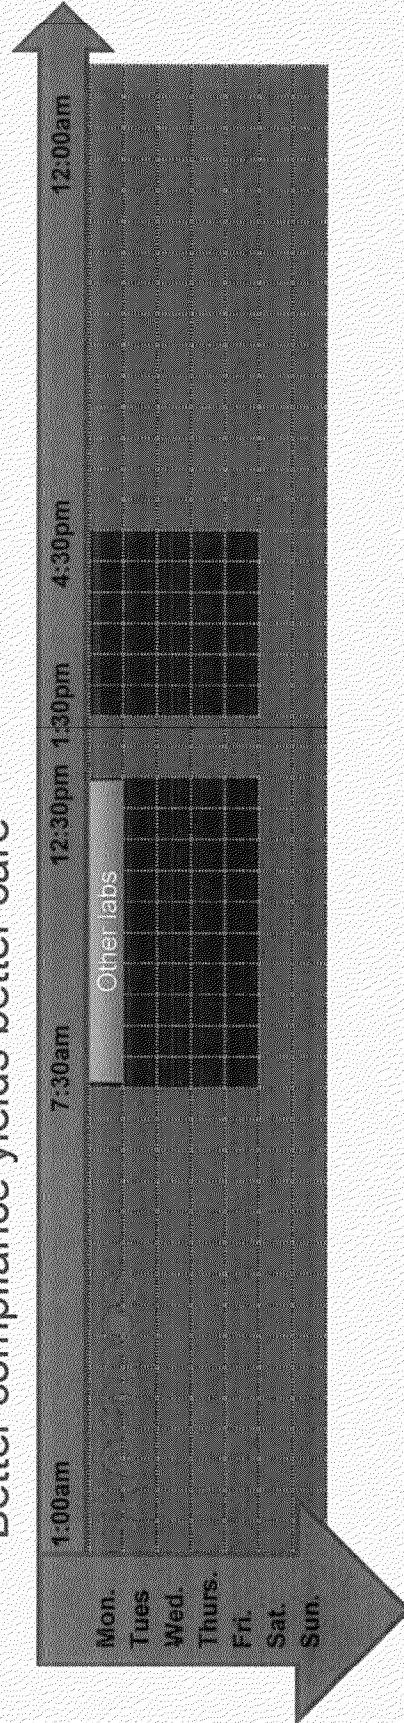 Better compliance yields better care
1:00am 7:30am 12:30pm 1:30pm 4:30pm 12:00am
Mon.
Other labs
Tues
Wed.
Thurs.
Fri.
Sat.
Sun.